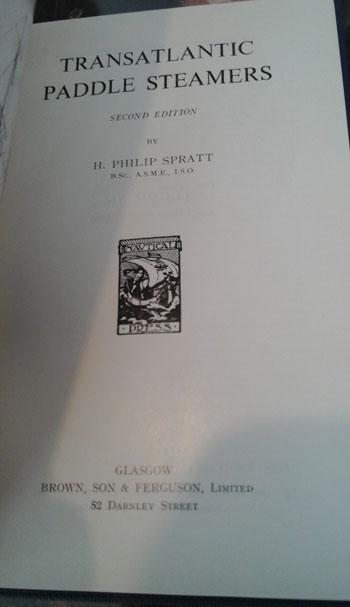 TRANSATLANTIC
PADDLE STEAMERS
SECOND EDITION
BY
H. PHILIP SPRATT
B.Sc., A.S.M.E., I.S.O.
NAUTICAL
PRESS
GLASGOW
BROWN, SON & FERGUSON, LIMITED
52 DARNLEY STREET